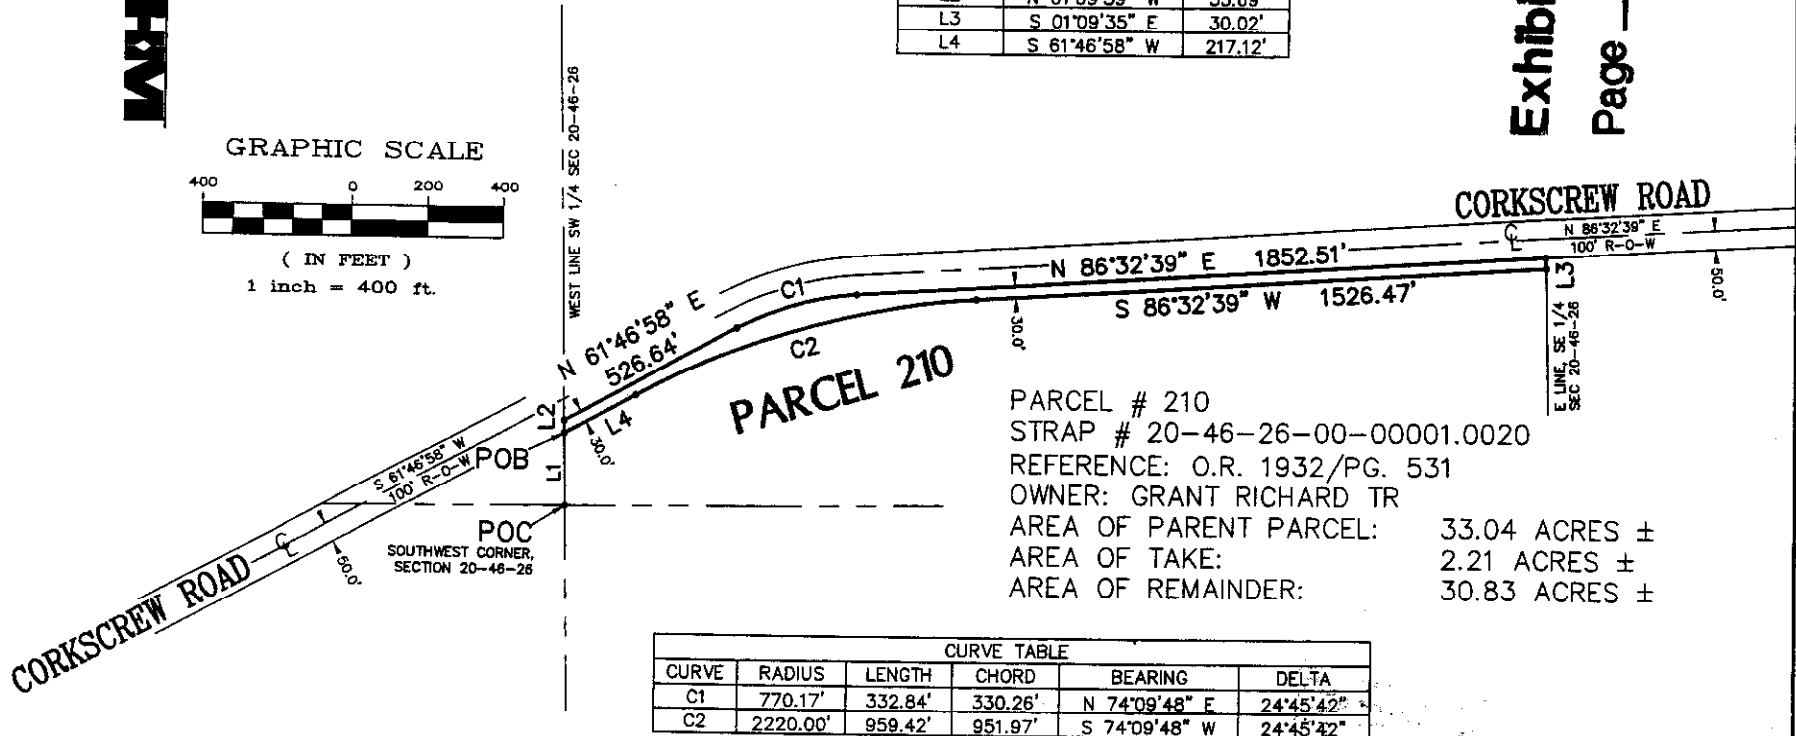 L3 S 01°09'35" E 30.02'
L4 S 61°46'58" W 217.12'
Exhibi
Page
GRAPHIC SCALE
400 0 200 400
( IN FEET )
1 inch = 400 ft.
WEST LINE SW 1/4 SEC 20-46-26
CORKSCREW ROAD
N 86°32'39" E
100' R-O-W
50.0'
N 86°32'39" E 1852.51'
S 86°32'39" W 1526.47'
30.0'
L3
E LINE, SE 1/4
SEC 20-46-26
C1
C2
N 61°46'58" E
526.64'
L2
L4
30.0'
L1
POB
S 61°46'58" W
100' R-O-W
POC
SOUTHWEST CORNER,
SECTION 20-46-26
50.0'
CORKSCREW ROAD
PARCEL 210
PARCEL # 210
STRAP # 20-46-26-00-00001.0020
REFERENCE: O.R. 1932/PG. 531
OWNER: GRANT RICHARD TR
AREA OF PARENT PARCEL: 33.04 ACRES ±
AREA OF TAKE: 2.21 ACRES ±
AREA OF REMAINDER: 30.83 ACRES ±
CURVE TABLE
CURVE RADIUS LENGTH CHORD BEARING DELTA
C1 770.17' 332.84' 330.26' N 74°09'48" E 24°45'42"
C2 2220.00' 959.42' 951.97' S 74°09'48" W 24°45'42"